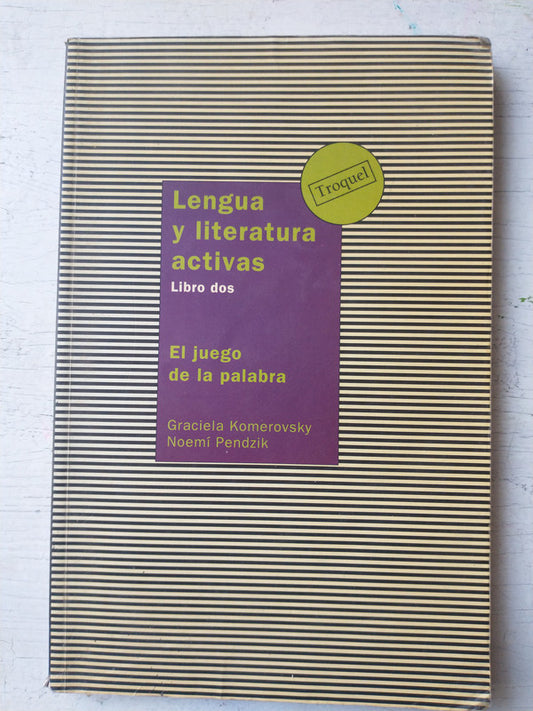 Troquel
Lengua
y literatura
activas
Libro dos
El juego
de la palabra
Graciela Komerovsky
Noemí Pendzik